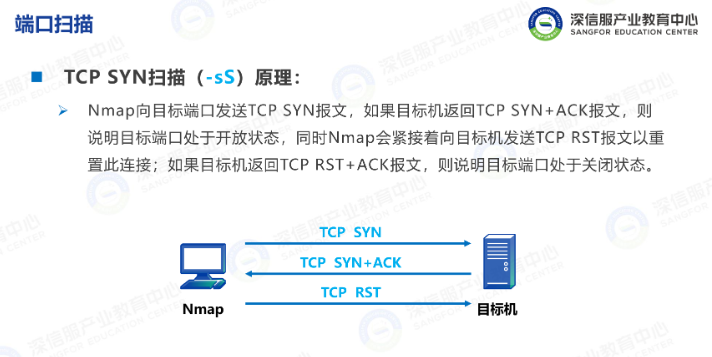 端口扫描
深信服产业教育中心
SANGFOR EDUCATION CENTER
TCP SYN扫描（-sS）原理：
Nmap向目标端口发送TCP SYN报文，如果目标机返回TCP SYN+ACK报文，则
说明目标端口处于开放状态，同时Nmap会紧接着向目标机发送TCP RST报文以重
置此连接；如果目标机返回TCP RST+ACK报文，则说明目标端口处于关闭状态。
TCP SYN
TCP SYN+ACK
TCP RST
Nmap
目标机